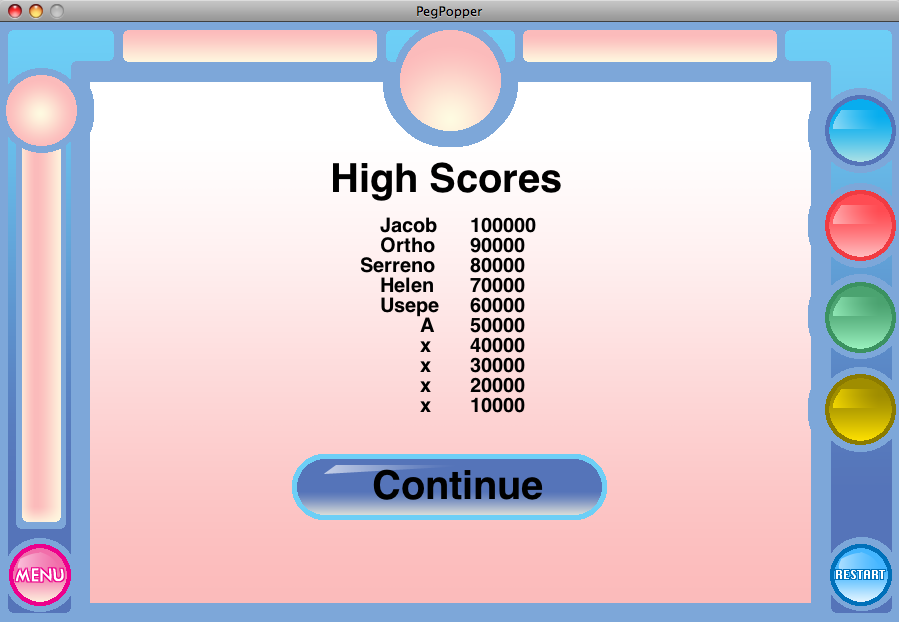 PegPopper
High Scores
Jacob 100000
Ortho 90000
Serreno 80000
Helen 70000
Usepe 60000
A 50000
x 40000
x 30000
x 20000
x 10000
Continue
MENU
RESTART